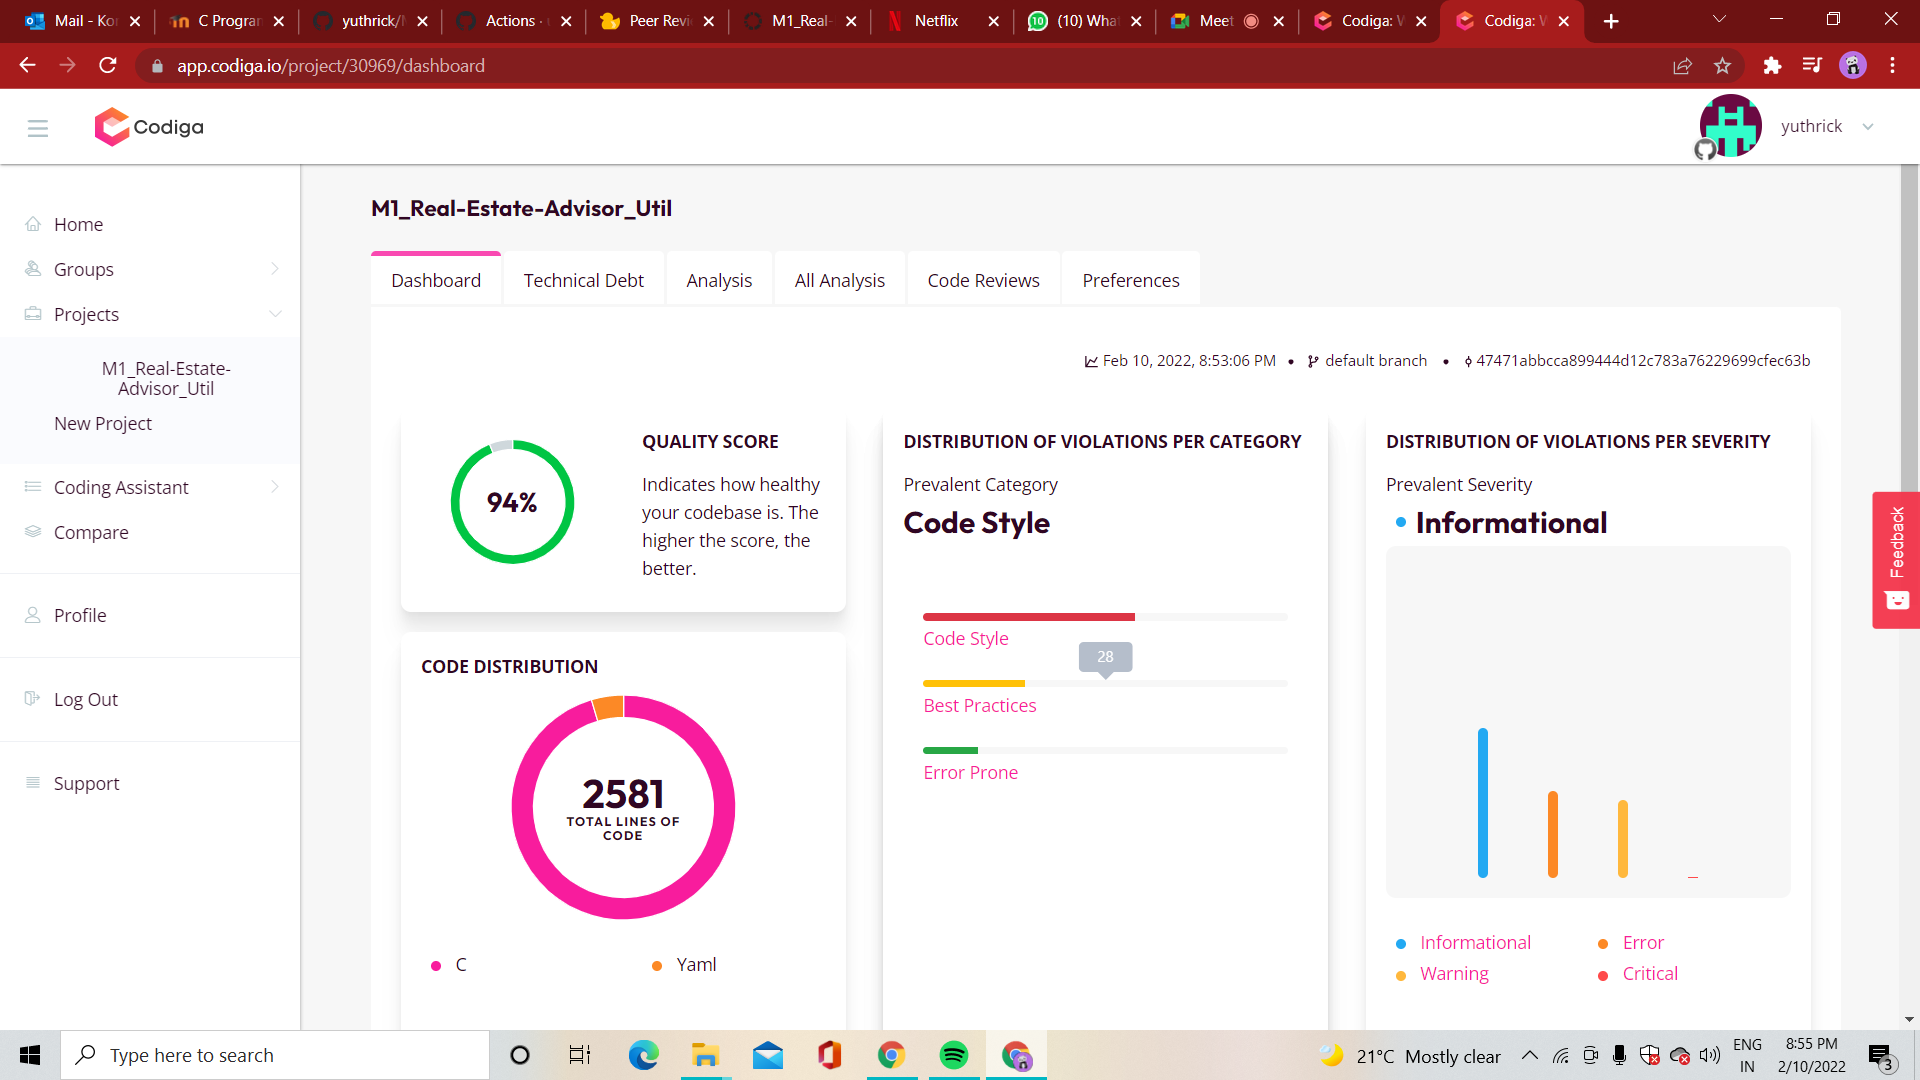 Mail - Ko
C Prograr
yuthrick/
Actions ·
Peer Revi
M1_Real-
Netflix
(10) Wha
Meet
Codiga: W
Codiga: W
app.codiga.io/project/30969/dashboard
Codiga
yuthrick
Home
Groups
Projects
M1_Real-Estate-
Advisor_Util
New Project
Coding Assistant
Compare
Profile
Log Out
Support
M1_Real-Estate-Advisor_Util
Dashboard
Technical Debt
Analysis
All Analysis
Code Reviews
Preferences
Feb 10, 2022, 8:53:06 PM • default branch • 47471abbcca899444d12c783a76229699cfec63b
94%
QUALITY SCORE
Indicates how healthy
your codebase is. The
higher the score, the
better.
CODE DISTRIBUTION
2581
TOTAL LINES OF
CODE
C
Yaml
DISTRIBUTION OF VIOLATIONS PER CATEGORY
Prevalent Category
Code Style
Code Style
28
Best Practices
Error Prone
DISTRIBUTION OF VIOLATIONS PER SEVERITY
Prevalent Severity
Informational
Informational
Error
Warning
Critical
Feedback
Type here to search
21°C Mostly clear
ENG
IN
8:55 PM
2/10/2022
3